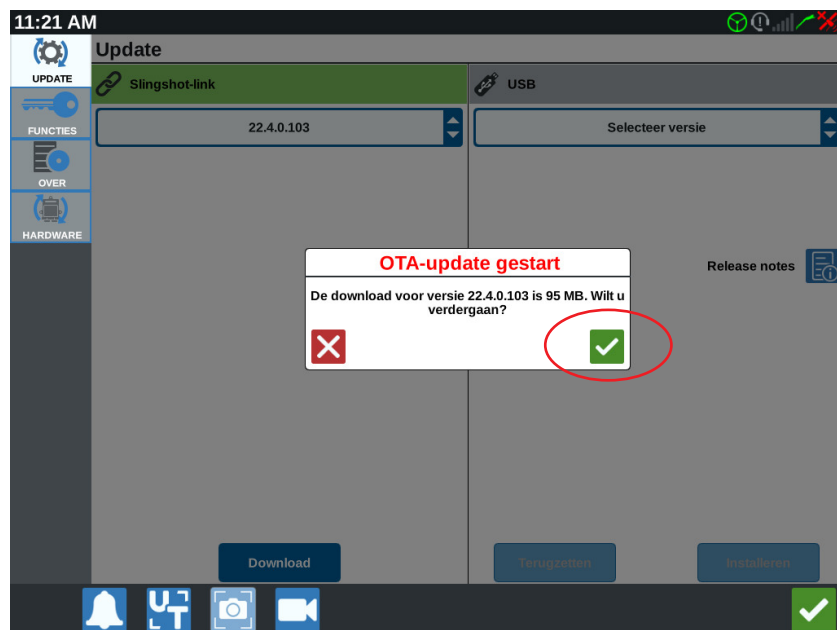 11:21 AM
Update
UPDATE
Slingshot-link
USB
FUNCTIES
22.4.0.103
Selecteer versie
OVER
HARDWARE
OTA-update gestart
De download voor versie 22.4.0.103 is 95 MB. Wilt u
verdergaan?
Release notes
Download
Terugzetten
Installeren
UT